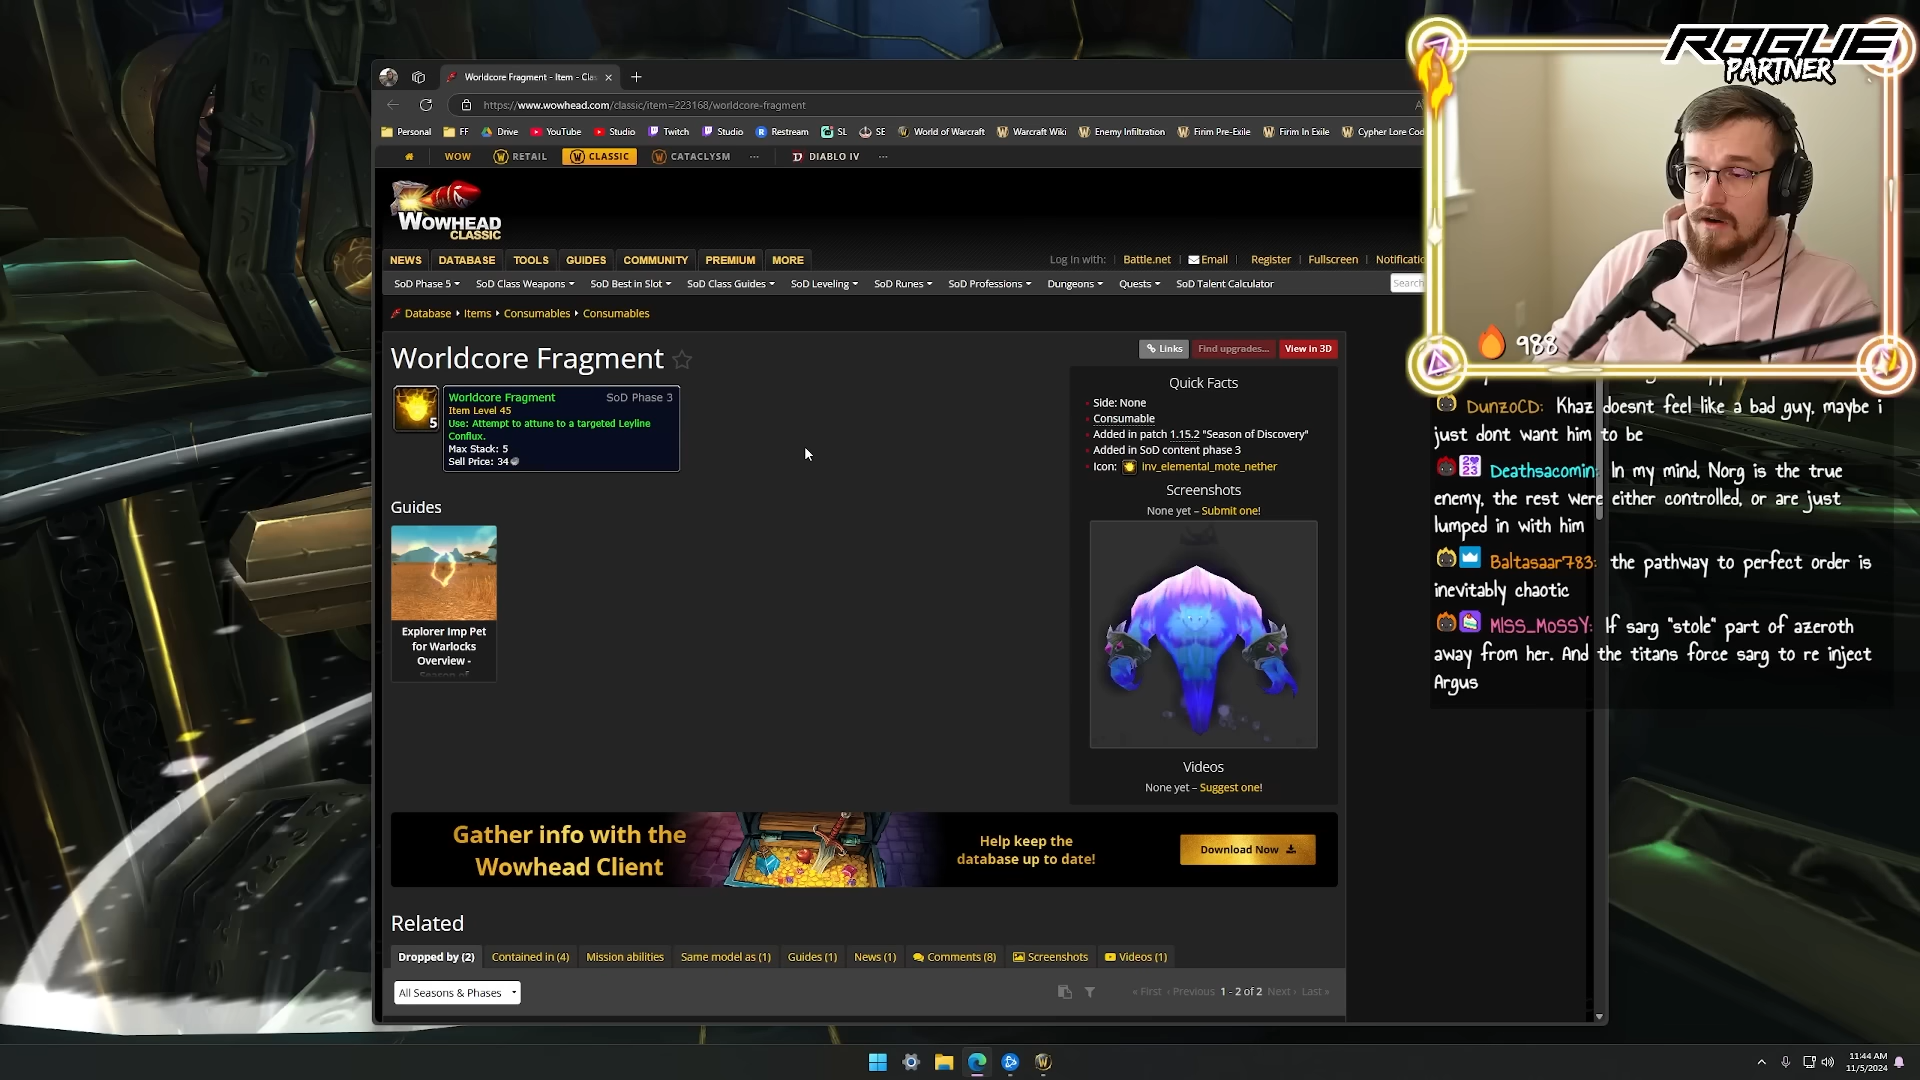 Worldcore Fragment - Item - Clas
https://www.wowhead.com/classic/item=223168/worldcore-fragment
Personal FF Drive YouTube Studio Twitch Studio Restream SL SE World of Warcraft Warcraft Wiki Enemy Infiltration Firim Pre-Exile Firim In Exile Cypher Lore Cod
WOW RETAIL CLASSIC CATACLYSM ... DIABLO IV ...
WOWHEAD
CLASSIC
NEWS DATABASE TOOLS GUIDES COMMUNITY PREMIUM MORE
Log in with: Battle.net Email Register Fullscreen Notificatio
SoD Phase 5 SoD Class Weapons SoD Best in Slot SoD Class Guides SoD Leveling SoD Runes SoD Professions Dungeons Quests SoD Talent Calculator Search
Database Items Consumables Consumables
Worldcore Fragment
Links Find upgrades... View in 3D
5
Worldcore Fragment SoD Phase 3
Item Level 45
Use: Attempt to attune to a targeted Leyline
Conflux.
Max Stack: 5
Sell Price: 34
Quick Facts
Side: None
Consumable
Added in patch 1.15.2 "Season of Discovery"
Added in SoD content phase 3
Icon: inv_elemental_mote_nether
Screenshots
None yet – Submit one!
Videos
None yet – Suggest one!
Guides
Explorer Imp Pet
for Warlocks
Overview -
Season of
Gather info with the
Wowhead Client
Help keep the
database up to date!
Download Now
Related
Dropped by (2) Contained in (4) Mission abilities Same model as (1) Guides (1) News (1) Comments (8) Screenshots Videos (1)
All Seasons & Phases
« First ‹ Previous 1 - 2 of 2 Next › Last »
ROGUE
PARTNER
988
DunzoCD: Khaz doesnt feel like a bad guy, maybe i
just dont want him to be
Deathsacomin: In my mind, Norg is the true
enemy, the rest were either controlled, or are just
lumped in with him
Baltasaar783: the pathway to perfect order is
inevitably chaotic
MISS_MOSSY: If sarg "stole" part of azeroth
away from her. And the titans force sarg to re inject
Argus
11:44 AM
11/5/2024